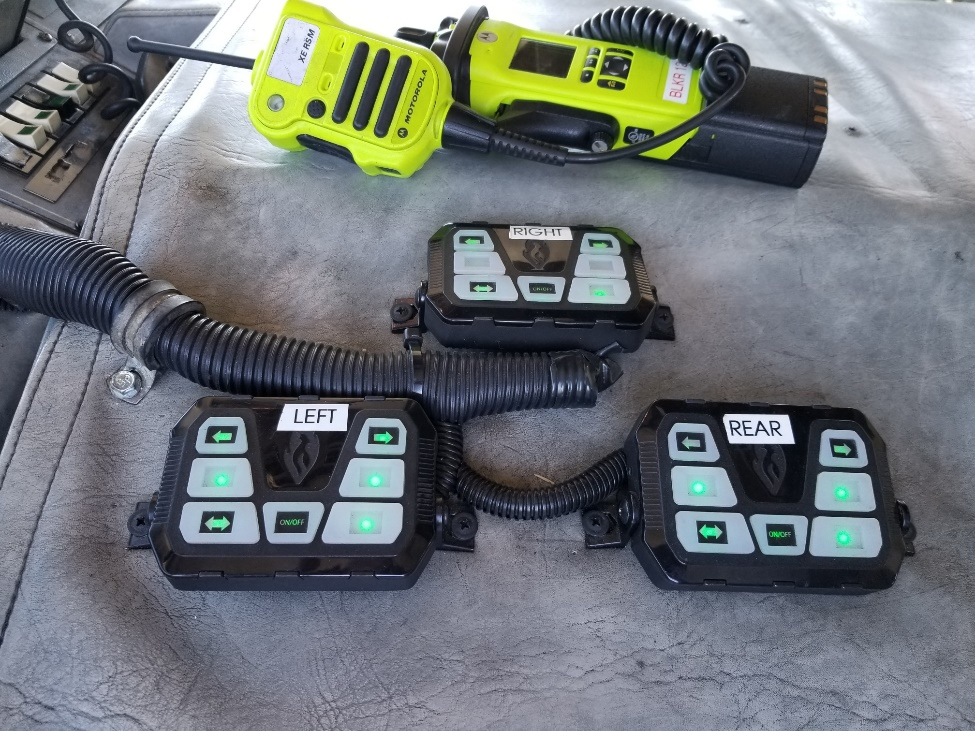 XE RSM
MOTOROLA
BLKR
RIGHT
ON/OFF
LEFT
ON/OFF
REAR
ON/OFF